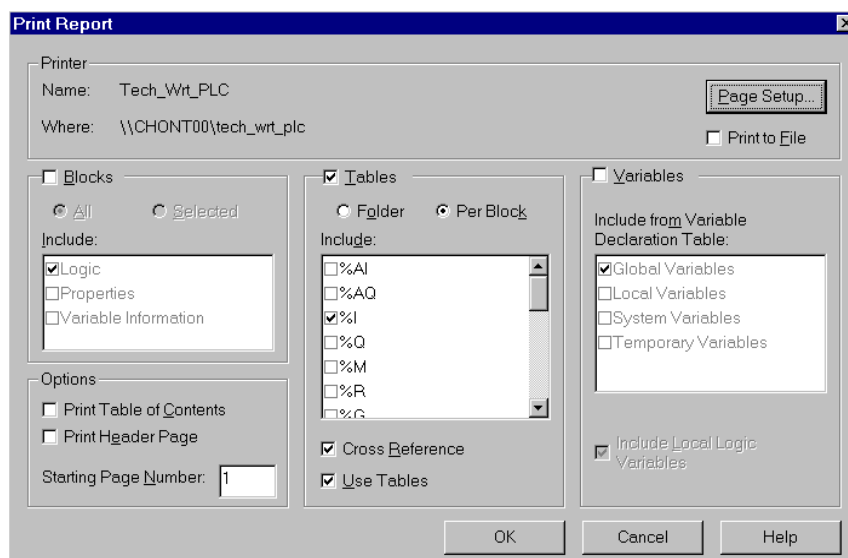 Print Report
Printer
Name: Tech_Wrt_PLC
Page Setup...
Where: \\CHONT00\tech_wrt_plc
Print to File
Blocks
All Selected
Include:
Logic
Properties
Variable Information
Options
Print Table of Contents
Print Header Page
Starting Page Number: 1
Tables
Folder Per Block
Include:
%AI
%AQ
%I
%Q
%M
%R
%G
Cross Reference
Use Tables
Variables
Include from Variable
Declaration Table:
Global Variables
Local Variables
System Variables
Temporary Variables
Include Local Logic
Variables
OK Cancel Help